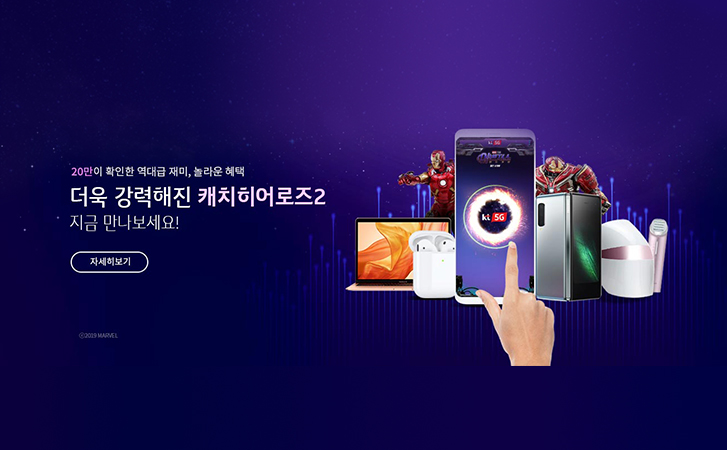 20만이 확인한 역대급 재미, 놀라운 혜택
더욱 강력해진 캐치히어로즈2
지금 만나보세요!
자세히보기
ⓒ2019 MARVEL
kt 5G
kt 5G